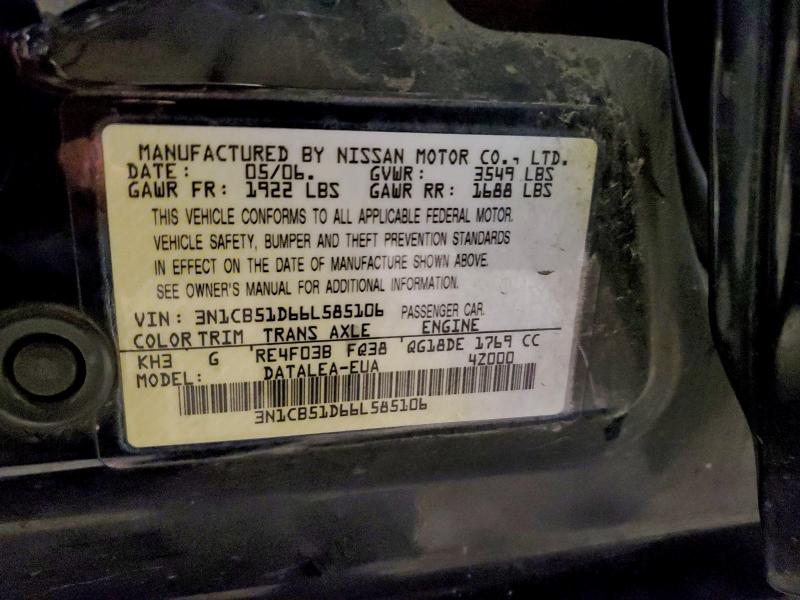 MANUFACTURED BY NISSAN MOTOR CO., LTD.
DATE: 05/06. GVWR: 3549 LBS
GAWR FR: 1922 LBS GAWR RR: 1688 LBS
THIS VEHICLE CONFORMS TO ALL APPLICABLE FEDERAL MOTOR.
VEHICLE SAFETY, BUMPER AND THEFT PREVENTION STANDARDS
IN EFFECT ON THE DATE OF MANUFACTURE SHOWN ABOVE.
SEE OWNER'S MANUAL FOR ADDITIONAL INFORMATION.
VIN: 3N1CB51D66L585106 PASSENGER CAR.
COLOR TRIM TRANS AXLE ENGINE
KH3 G RE4F03B FQ38 QG18DE 1769 CC
MODEL: DATALEA-EUA 4Z000
3N1CB51D66L585106